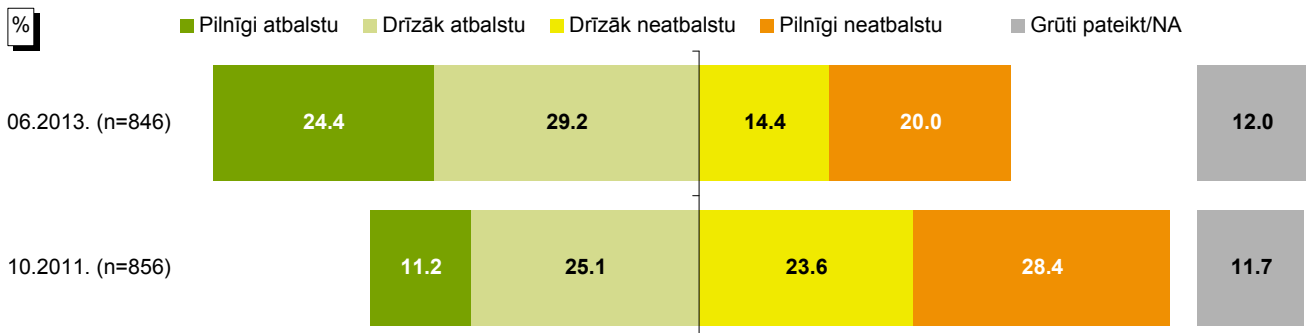 %
Pilnīgi atbalstu Drīzāk atbalstu Drīzāk neatbalstu Pilnīgi neatbalstu Grūti pateikt/NA
06.2013. (n=846) 24.4 29.2 14.4 20.0 12.0
10.2011. (n=856) 11.2 25.1 23.6 28.4 11.7